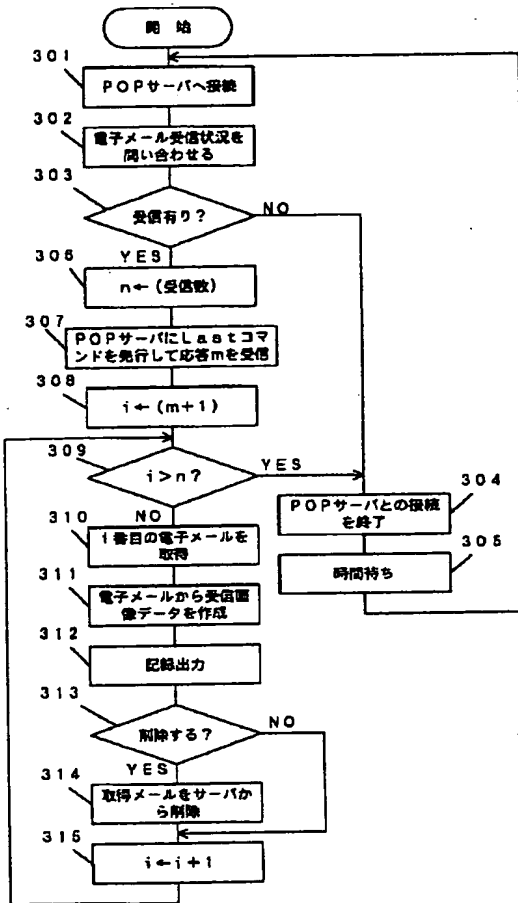 開 始
301
POPサーバへ接続
302
電子メール受信状況を
問い合わせる
303
受信有り?
NO
YES
306
n←(受信数)
307
POPサーバにLastコマ
ンドを発行して応答mを受信
308
i←(m+1)
309
i>n?
YES
304
POPサーバとの接続
を終了
305
時間待ち
NO
310
i番目の電子メールを
取得
311
電子メールから受信画
像データを作成
312
記録出力
313
削除する?
NO
YES
314
取得メールをサーバか
ら削除
315
i←i+1